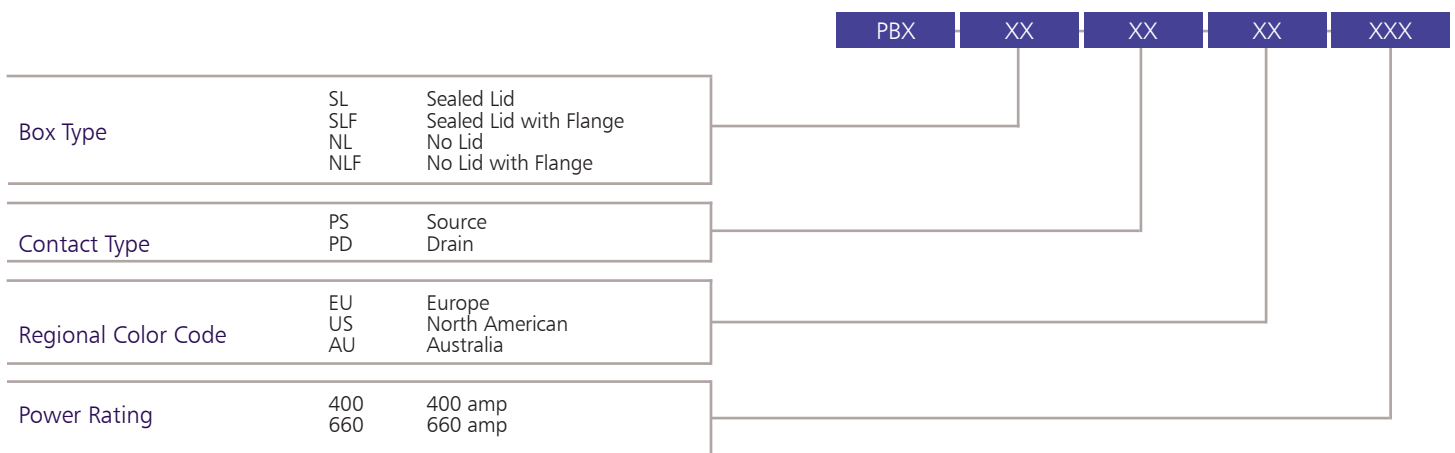 PBX XX XX XX XXX
Box Type
SL Sealed Lid
SLF Sealed Lid with Flange
NL No Lid
NLF No Lid with Flange
Contact Type
PS Source
PD Drain
Regional Color Code
EU Europe
US North American
AU Australia
Power Rating
400 400 amp
660 660 amp